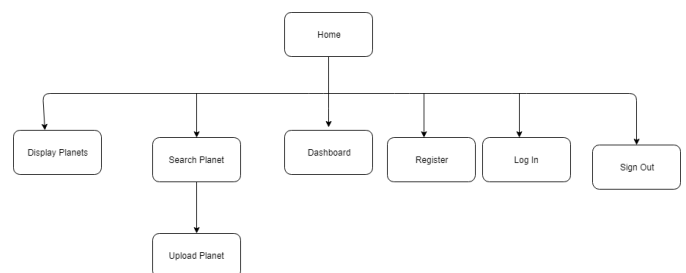 Home
Display Planets
Search Planet
Dashboard
Register
Log In
Sign Out
Upload Planet